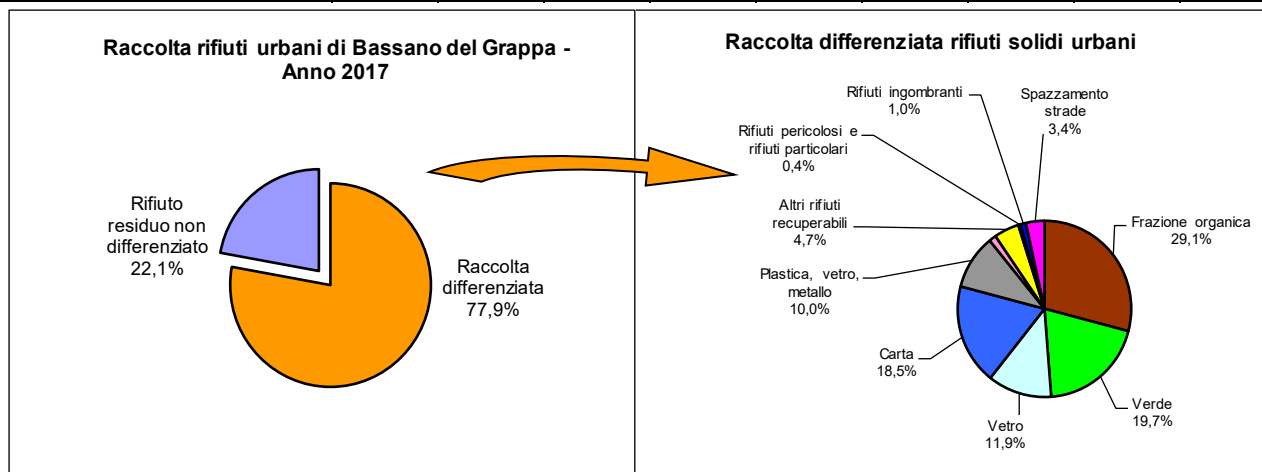 Raccolta rifiuti urbani di Bassano del Grappa -
Anno 2017
Rifiuto
residuo non
differenziato
22,1%
Raccolta
differenziata
77,9%
Raccolta differenziata rifiuti solidi urbani
Rifiuti ingombranti
1,0%
Spazzamento
strade
3,4%
Rifiuti pericolosi e
rifiuti particolari
0,4%
Altri rifiuti
recuperabili
4,7%
Frazione organica
29,1%
Plastica, vetro,
metallo
10,0%
Carta
18,5%
Verde
19,7%
Vetro
11,9%